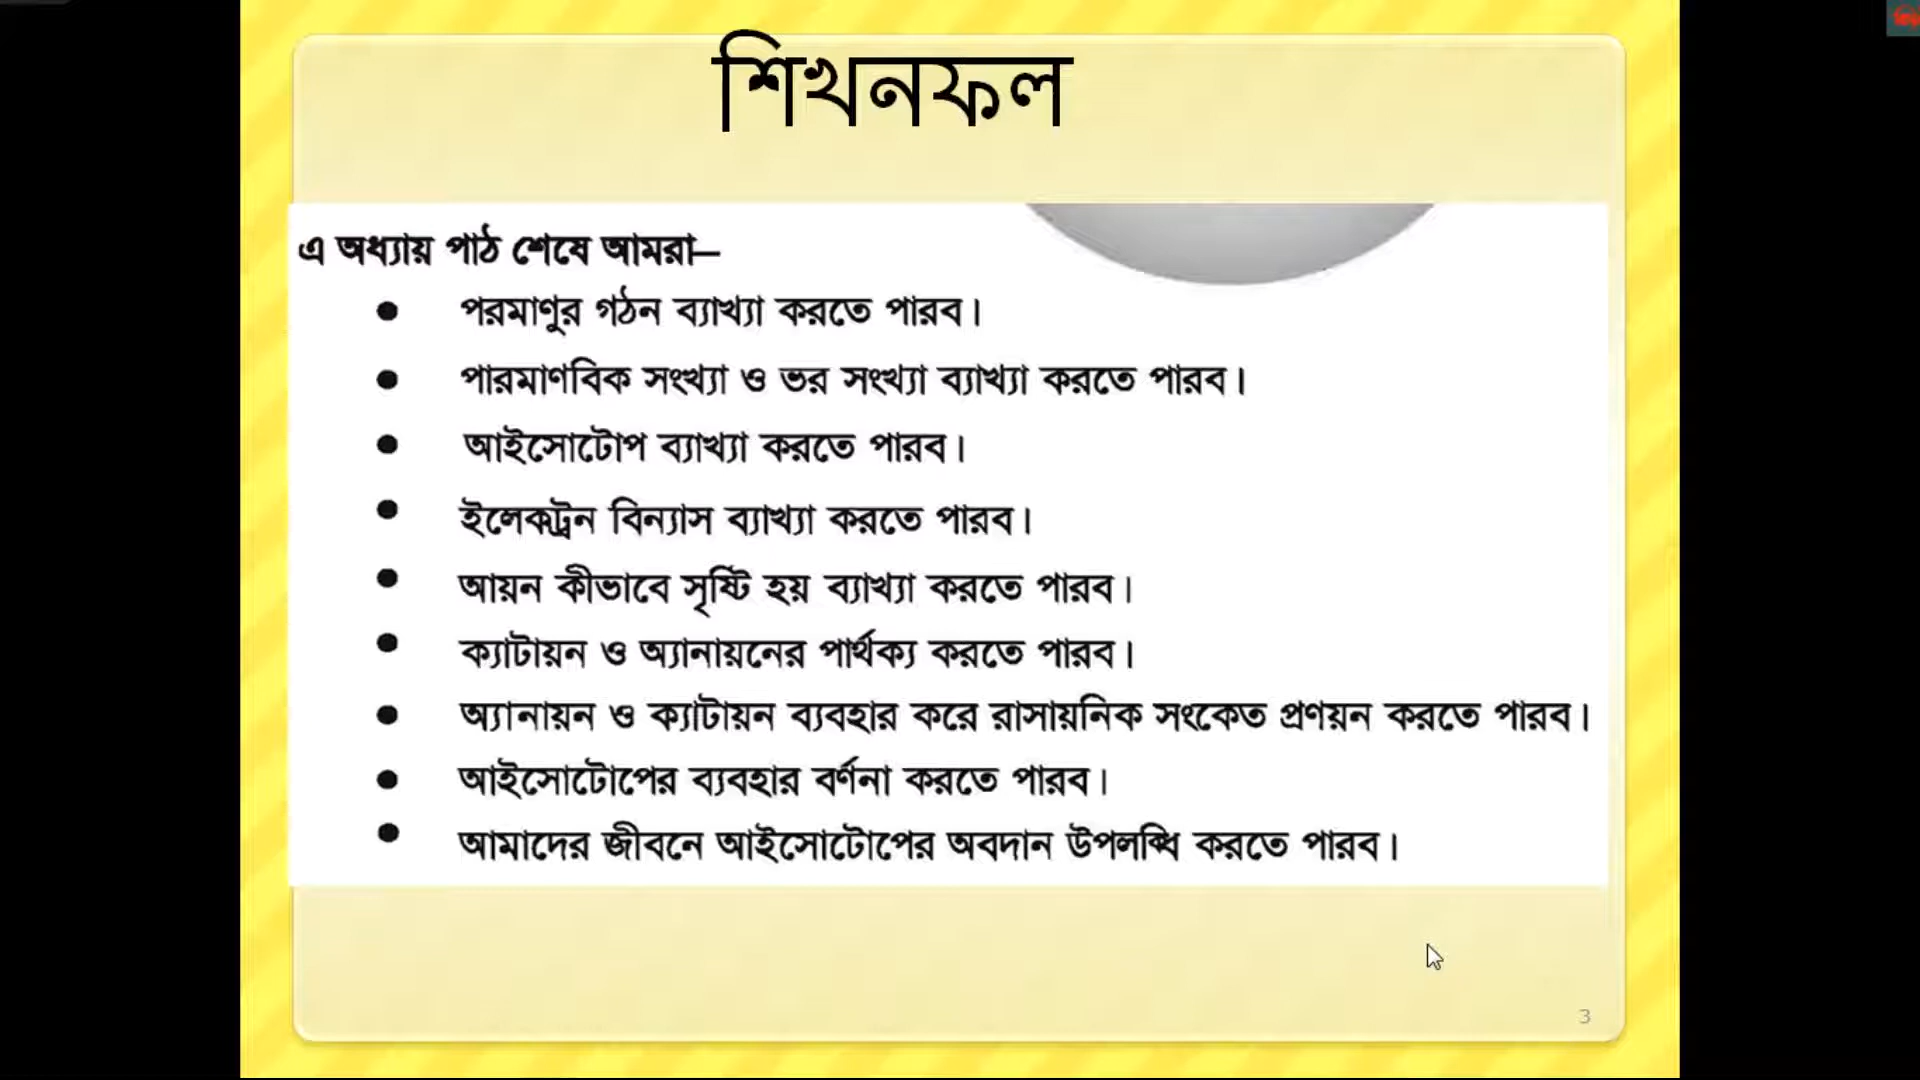 শিখনফল
এ অধ্যায় পাঠ শেষে আমরা—
● পরমাণুর গঠন ব্যাখ্যা করতে পারব।
● পারমাণবিক সংখ্যা ও ভর সংখ্যা ব্যাখ্যা করতে পারব।
● আইসোটোপ ব্যাখ্যা করতে পারব।
● ইলেকট্রন বিন্যাস ব্যাখ্যা করতে পারব।
● আয়ন কীভাবে সৃষ্টি হয় ব্যাখ্যা করতে পারব।
● ক্যাটায়ন ও অ্যানায়নের পার্থক্য করতে পারব।
● অ্যানায়ন ও ক্যাটায়ন ব্যবহার করে রাসায়নিক সংকেত প্রণয়ন করতে পারব।
● আইসোটোপের ব্যবহার বর্ণনা করতে পারব।
● আমাদের জীবনে আইসোটোপের অবদান উপলব্ধি করতে পারব।
3